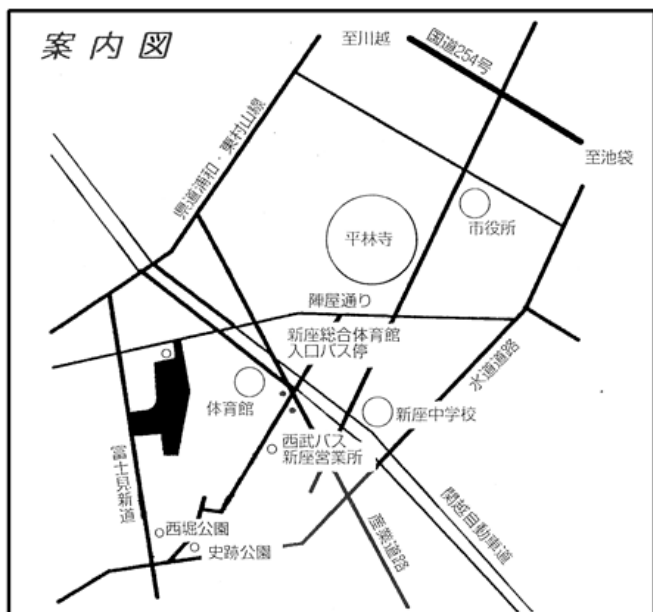 案内図
至川越
国道254号
至池袋
県道浦和・東村山線
市役所
平林寺
陣屋通り
新座総合体育館
入口バス停
水道道路
体育館
新座中学校
西武バス
新座営業所
富士見新道
関越自動車道
産業道路
西堀公園
史跡公園